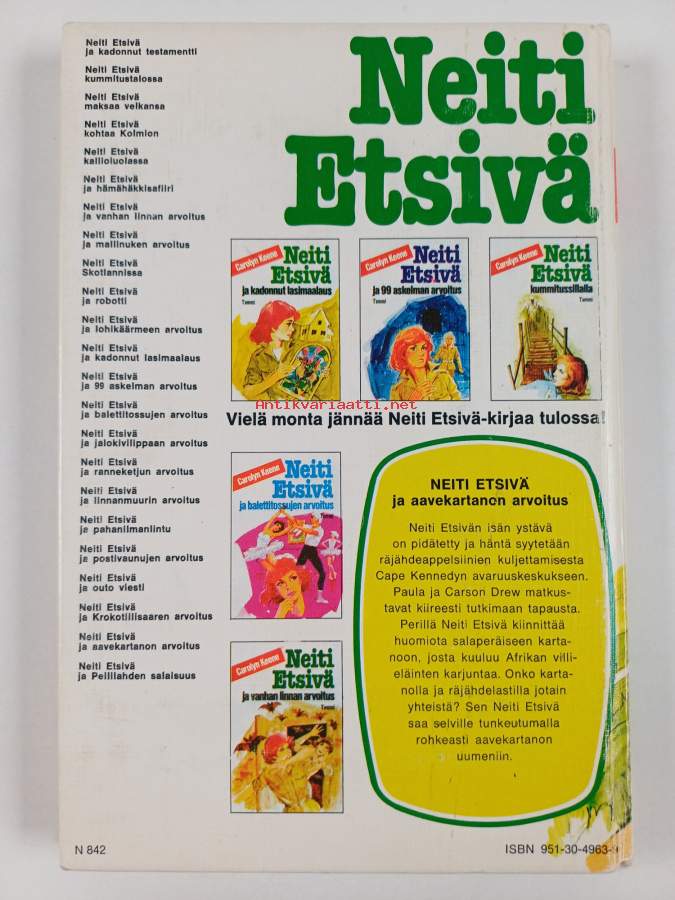 Neiti
Etsivä
Neiti Etsivä
ja kadonnut testamentti
Neiti Etsivä
kummitustalossa
Neiti Etsivä
maksaa velkansa
Neiti Etsivä
kohtaa Kolmion
Neiti Etsivä
kallioluolassa
Neiti Etsivä
ja hämähäkkisafiiri
Neiti Etsivä
ja vanhan linnan arvoitus
Neiti Etsivä
ja mallinuken arvoitus
Neiti Etsivä
Skotlannissa
Neiti Etsivä
ja robotti
Neiti Etsivä
ja lohikäärmeen arvoitus
Neiti Etsivä
ja kadonnut lasimaalaus
Neiti Etsivä
ja 99 askelman arvoitus
Neiti Etsivä
ja balettitossujen arvoitus
Neiti Etsivä
ja jalokivilippaan arvoitus
Neiti Etsivä
ja ranneketjun arvoitus
Neiti Etsivä
ja linnanmuurin arvoitus
Neiti Etsivä
ja pahanilmanlintu
Neiti Etsivä
ja postivaunujen arvoitus
Neiti Etsivä
ja outo viesti
Neiti Etsivä
ja Krokotiilisaaren arvoitus
Neiti Etsivä
ja aavekartanon arvoitus
Neiti Etsivä
ja Peililahden salaisuus
Carolyn Keene
Neiti
Etsivä
ja kadonnut lasimaalaus
Tammi
Carolyn Keene
Neiti
Etsivä
ja 99 askelman arvoitus
Tammi
Carolyn Keene
Neiti
Etsivä
kummitussillalla
Tammi
Antikvariaatti.net
Vielä monta jännää Neiti Etsivä-kirjaa tulossa!
Carolyn Keene
Neiti
Etsivä
ja balettitossujen arvoitus
Tammi
Carolyn Keene
Neiti
Etsivä
ja vanhan linnan arvoitus
Tammi
NEITI ETSIVÄ
ja aavekartanon arvoitus
Neiti Etsivän isän ystävä
on pidätetty ja häntä syytetään
räjähdeappelsiinien kuljettamisesta
Cape Kennedyn avaruuskeskukseen.
Paula ja Carson Drew matkus-
tavat kiireesti tutkimaan tapausta.
Perillä Neiti Etsivä kiinnittää
huomiota salaperäiseen karta-
noon, josta kuuluu Afrikan villi-
eläinten karjuntaa. Onko karta-
nolla ja räjähdelastilla jotain
yhteistä? Sen Neiti Etsivä
saa selville tunkeutumalla
rohkeasti aavekartanon
uumeniin.
N 842
ISBN 951-30-4963-